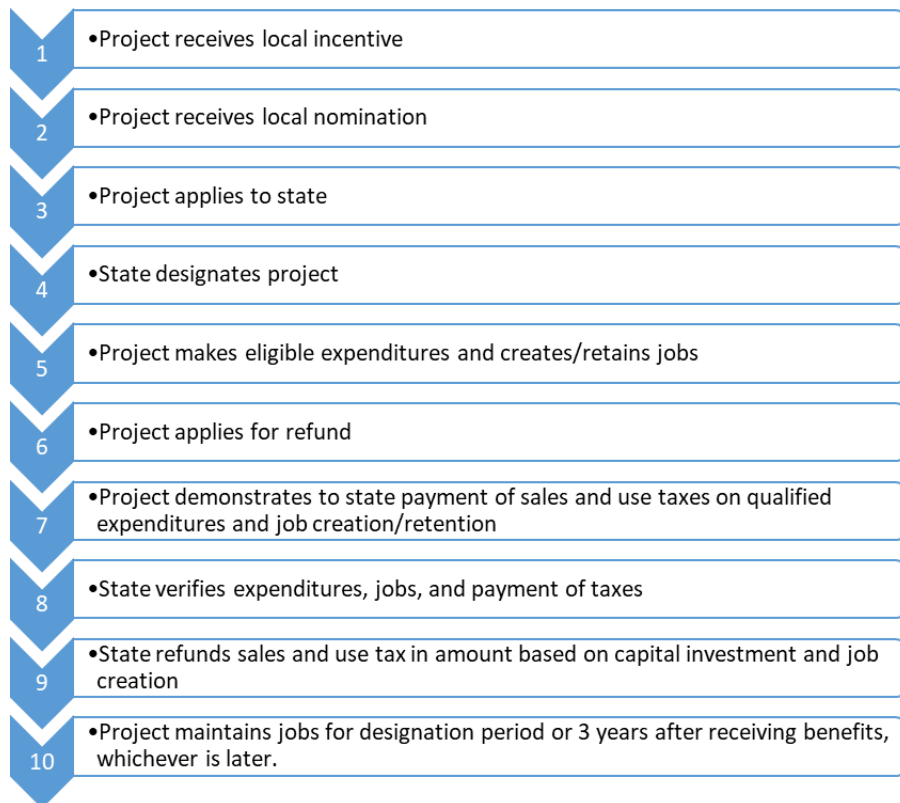 1
•Project receives local incentive
2
•Project receives local nomination
3
•Project applies to state
4
•State designates project
5
•Project makes eligible expenditures and creates/retains jobs
6
•Project applies for refund
7
•Project demonstrates to state payment of sales and use taxes on qualified
expenditures and job creation/retention
8
•State verifies expenditures, jobs, and payment of taxes
9
•State refunds sales and use tax in amount based on capital investment and job
creation
10
•Project maintains jobs for designation period or 3 years after receiving benefits,
whichever is later.